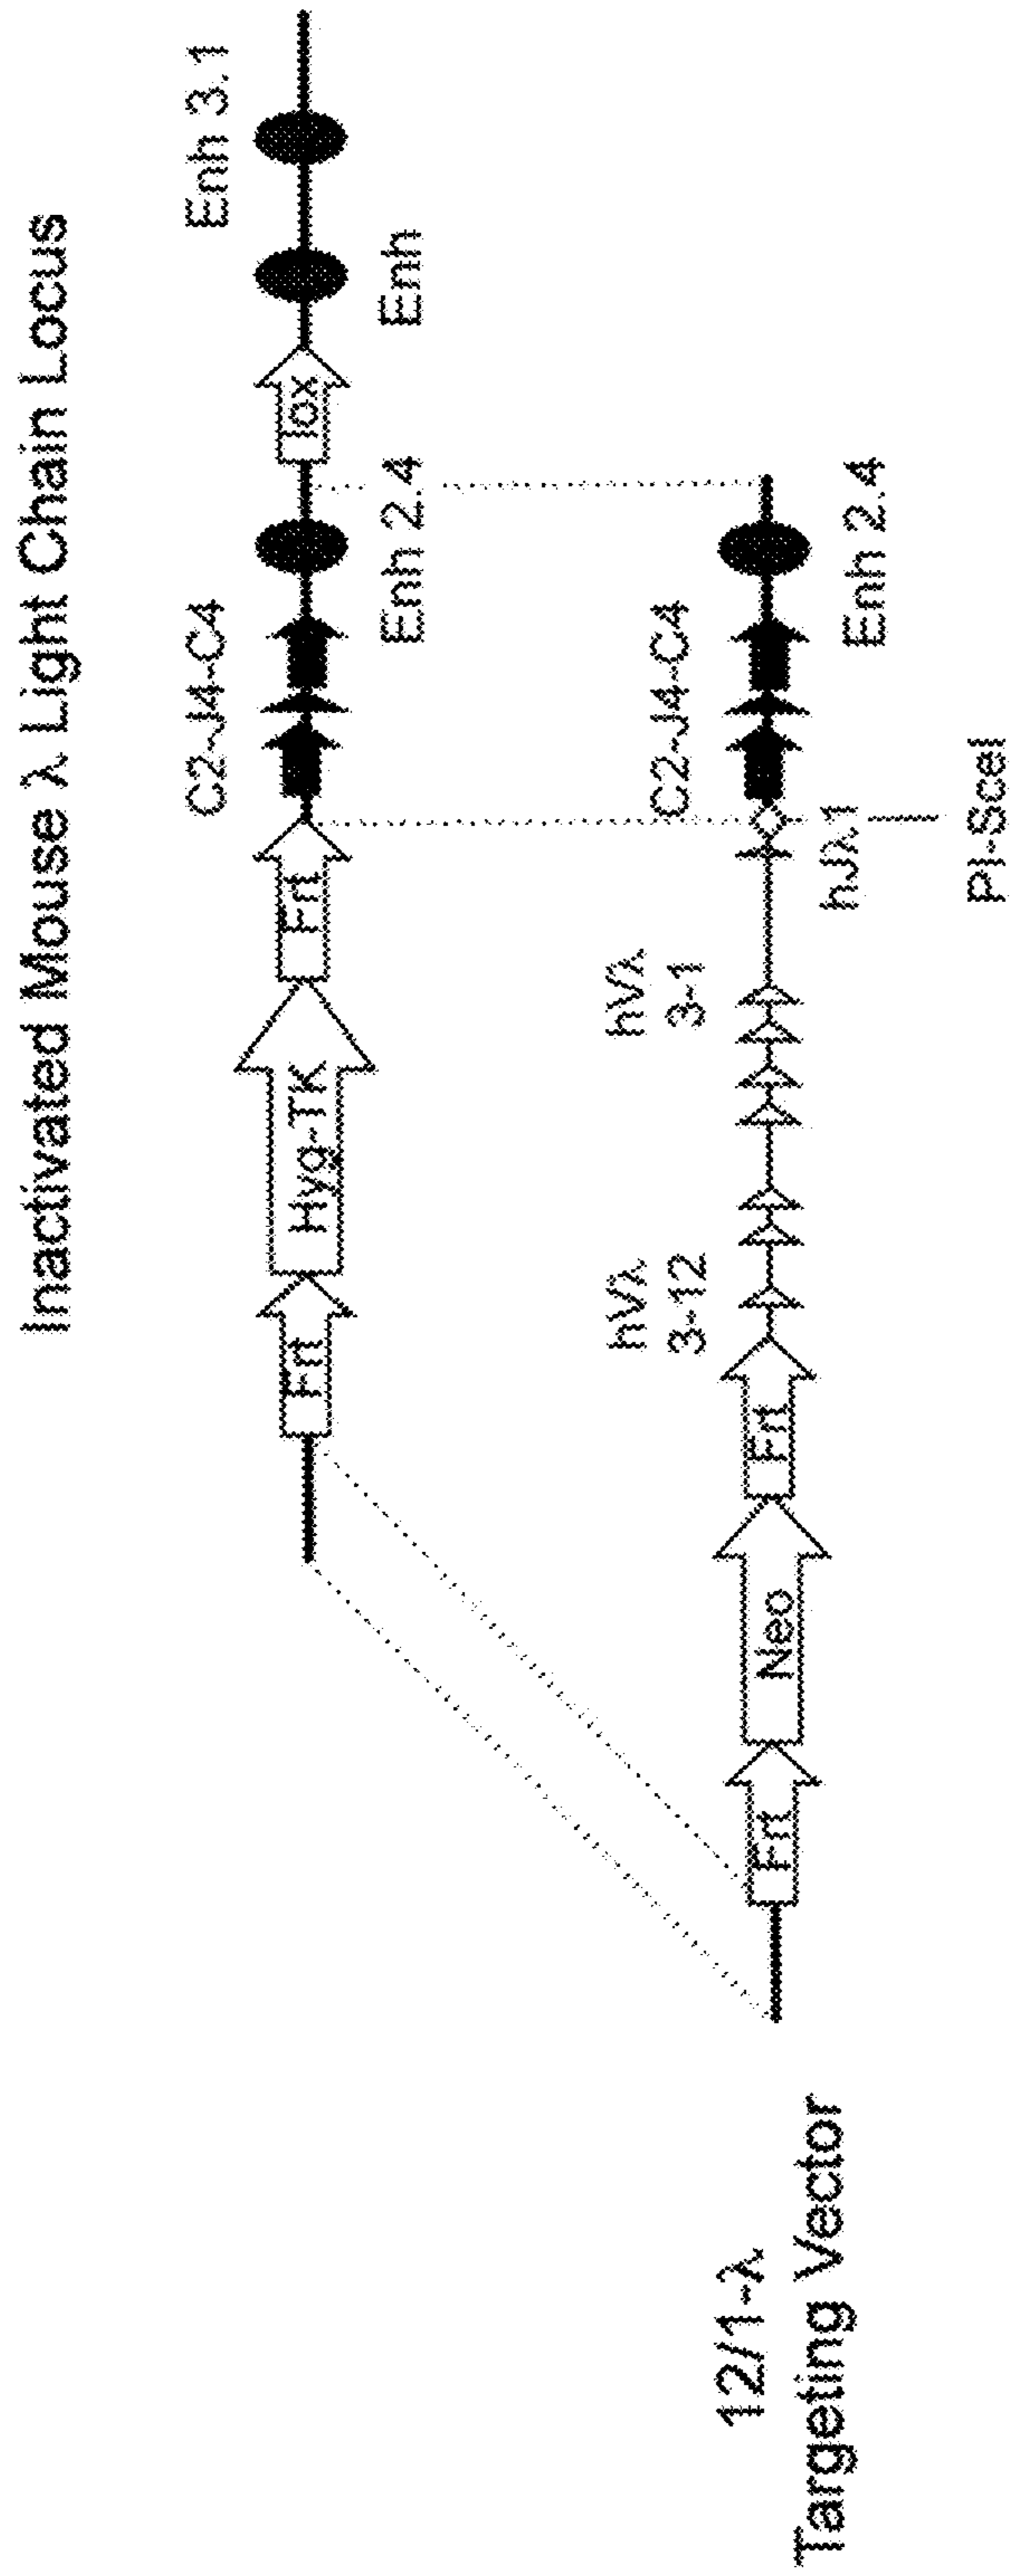 Inactivated Mouse λ Light Chain Locus
Frt
Hyg-TK
Frt
C2-J4-C4
Enh 2.4
lox
Enh
Enh 3.1
12/1-λ
Targeting Vector
Frt
Neo
Frt
hVλ
3-12
hVλ
3-1
hJλ1
PI-SceI
C2-J4-C4
Enh 2.4